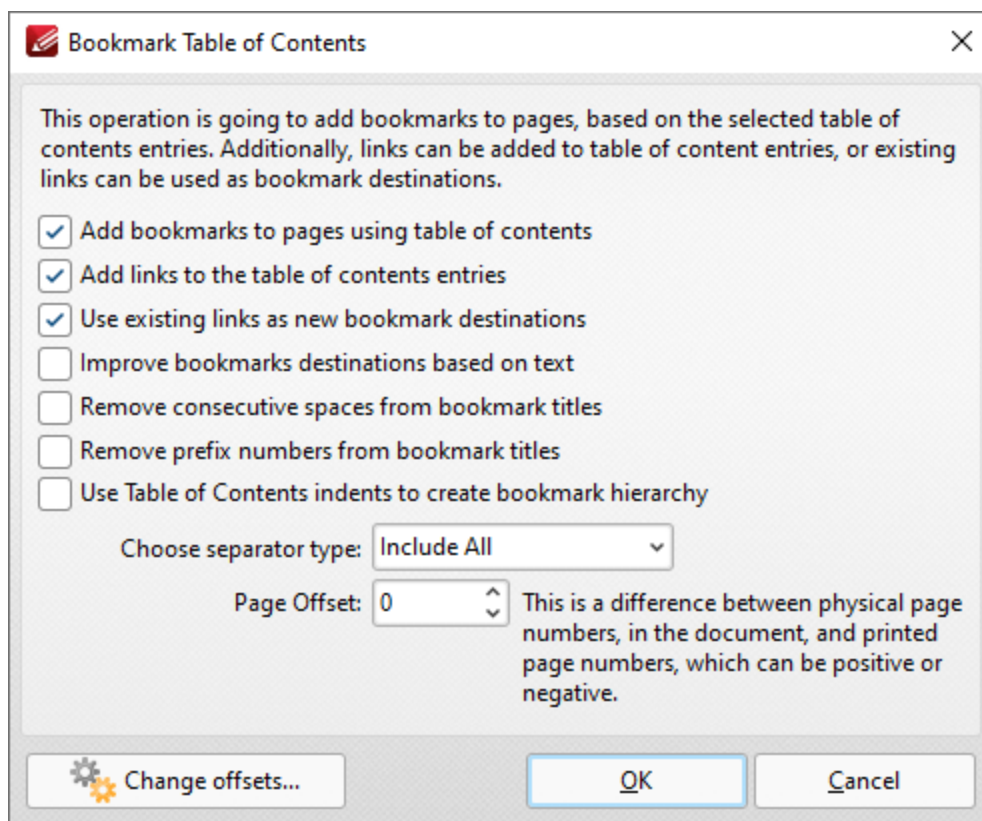 Bookmark Table of Contents
This operation is going to add bookmarks to pages, based on the selected table of
contents entries. Additionally, links can be added to table of content entries, or existing
links can be used as bookmark destinations.
Add bookmarks to pages using table of contents
Add links to the table of contents entries
Use existing links as new bookmark destinations
Improve bookmarks destinations based on text
Remove consecutive spaces from bookmark titles
Remove prefix numbers from bookmark titles
Use Table of Contents indents to create bookmark hierarchy
Choose separator type: Include All
Page Offset: 0 This is a difference between physical page
numbers, in the document, and printed
page numbers, which can be positive or
negative.
Change offsets... OK Cancel